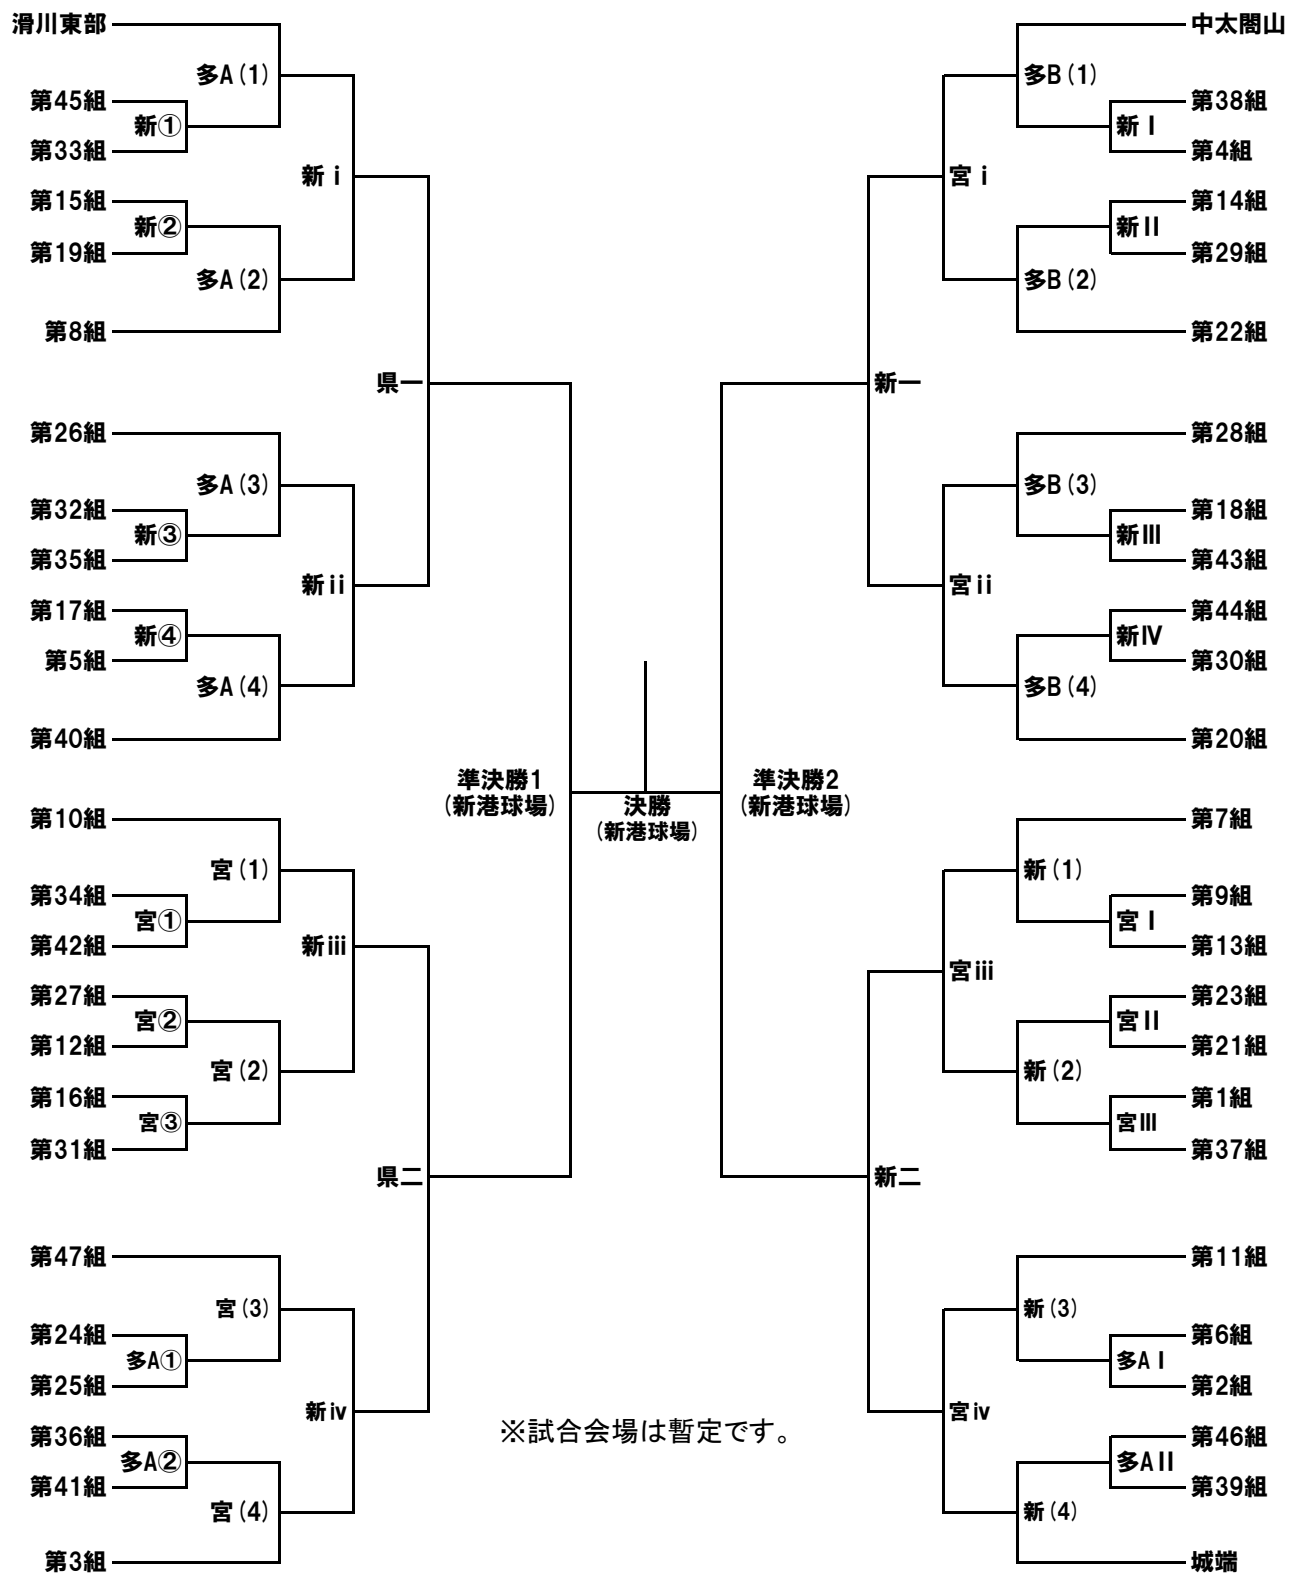 滑川東部
多A(1)
第45組
新①
第33組
新ⅰ
第15組
新②
第19組
多A(2)
第8組
県一
第26組
多A(3)
第32組
新③
第35組
新ⅱ
第17組
新④
第5組
多A(4)
第40組
準決勝1
(新港球場)
第10組
宮(1)
第34組
宮①
第42組
新ⅲ
第27組
宮②
第12組
宮(2)
第16組
宮③
第31組
県二
第47組
宮(3)
第24組
多A①
第25組
新ⅳ
第36組
多A②
第41組
宮(4)
第3組
決勝
(新港球場)
※試合会場は暫定です。
中太閤山
多B(1)
第38組
新Ⅰ
第4組
宮ⅰ
第14組
新Ⅱ
第29組
多B(2)
第22組
新一
第28組
多B(3)
第18組
新Ⅲ
第43組
宮ⅱ
第44組
新Ⅳ
第30組
多B(4)
第20組
準決勝2
(新港球場)
第7組
新(1)
第9組
宮Ⅰ
第13組
宮ⅲ
第23組
宮Ⅱ
第21組
新(2)
第1組
宮Ⅲ
第37組
新二
第11組
新(3)
第6組
多AⅠ
第2組
宮ⅳ
第46組
多AⅡ
第39組
新(4)
城端